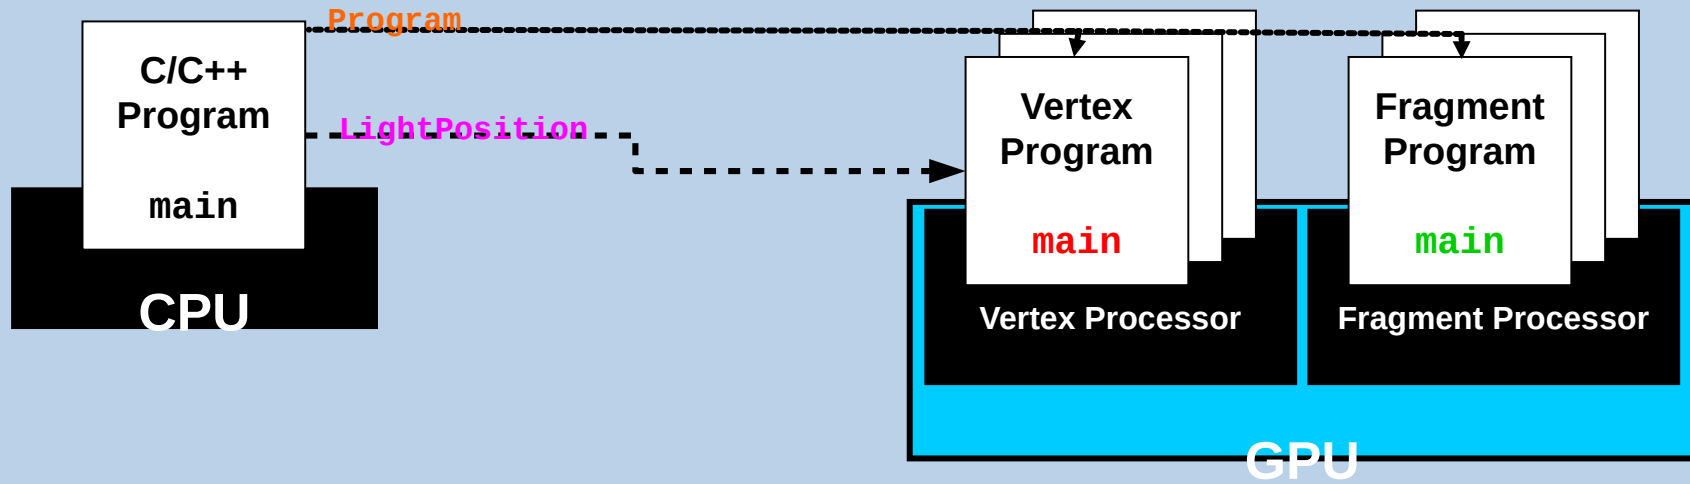 Program
C/C++
Program
main
CPU
LightPosition
Vertex
Program
main
Vertex Processor
Fragment
Program
main
Fragment Processor
GPU